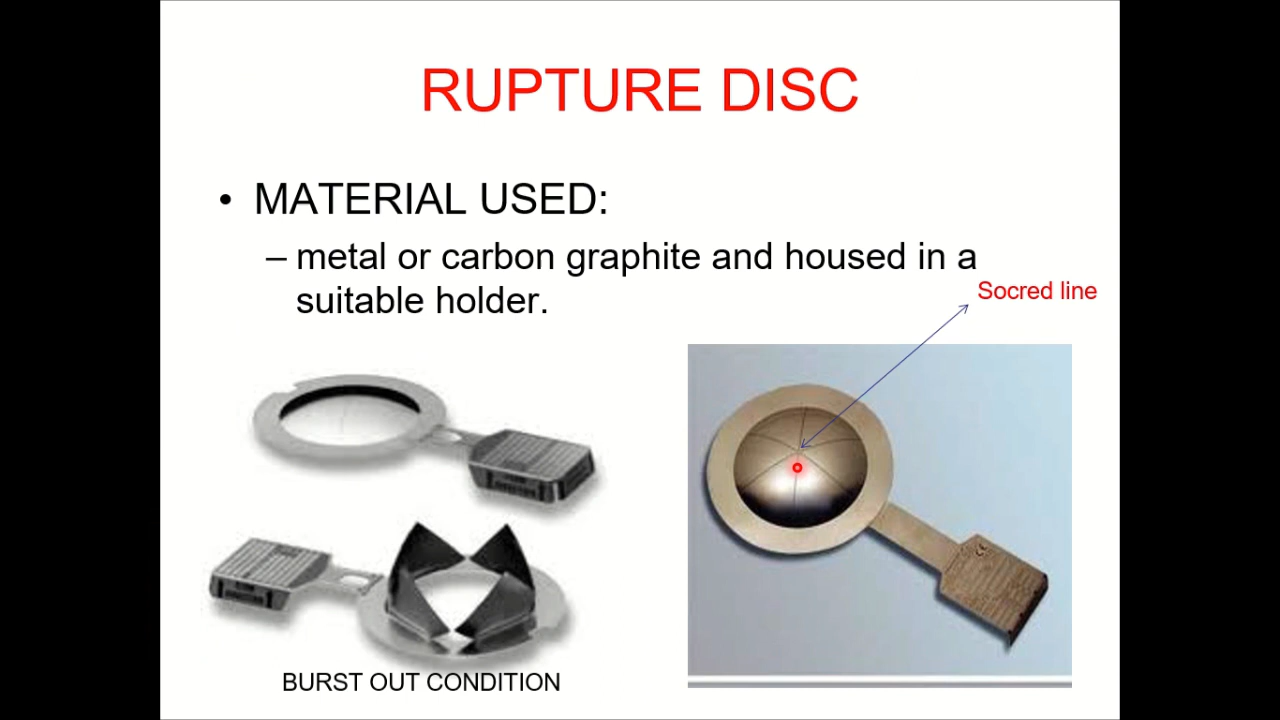 RUPTURE DISC
• MATERIAL USED:
– metal or carbon graphite and housed in a
suitable holder.
Socred line
BURST OUT CONDITION